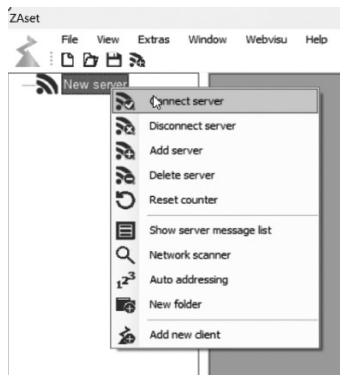 ZAset
File View Extras Window Webvisu Help
New server
Connect server
Disconnect server
Add server
Delete server
Reset counter
Show server message list
Network scanner
1²3 Auto addressing
New folder
Add new client